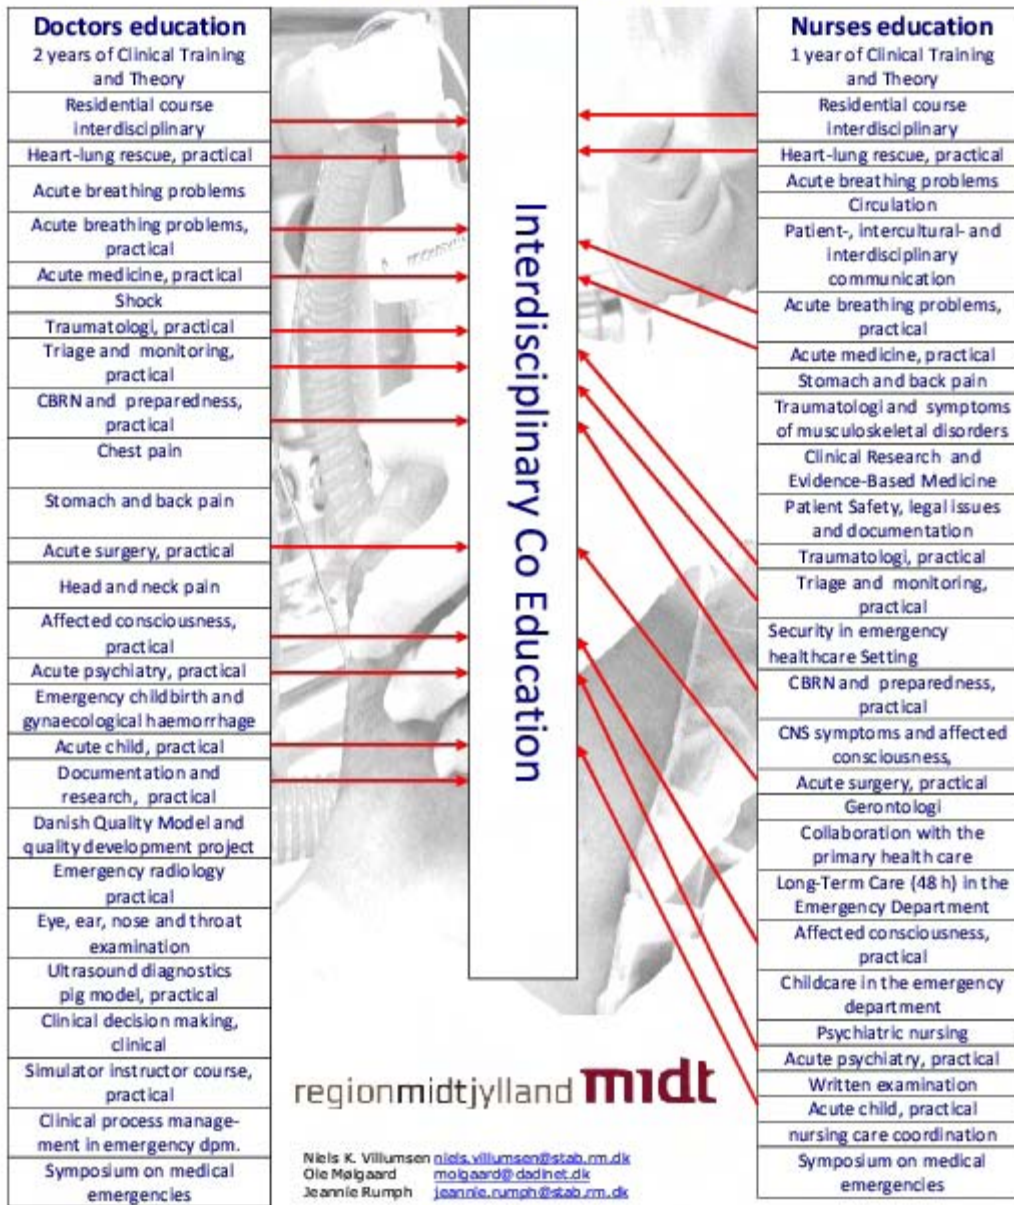 Doctors education
2 years of Clinical Training
and Theory
Residential course
interdisciplinary
Heart-lung rescue, practical
Acute breathing problems
Acute breathing problems,
practical
Acute medicine, practical
Shock
Traumatologi, practical
Triage and monitoring,
practical
CBRN and preparedness,
practical
Chest pain
Stomach and back pain
Acute surgery, practical
Head and neck pain
Affected consciousness,
practical
Acute psychiatry, practical
Emergency childbirth and
gynaecological haemorrhage
Acute child, practical
Documentation and
research, practical
Danish Quality Model and
quality development project
Emergency radiology
practical
Eye, ear, nose and throat
examination
Ultrasound diagnostics
pig model, practical
Clinical decision making,
clinical
Simulator instructor course,
practical
Clinical process manage-
ment in emergency dpm.
Symposium on medical
emergencies
Interdisciplinary Co Education
Nurses education
1 year of Clinical Training
and Theory
Residential course
interdisciplinary
Heart-lung rescue, practical
Acute breathing problems
Circulation
Patient-, intercultural- and
interdisciplinary
communication
Acute breathing problems,
practical
Acute medicine, practical
Stomach and back pain
Traumatologi and symptoms
of musculoskeletal disorders
Clinical Research and
Evidence-Based Medicine
Patient Safety, legal issues
and documentation
Traumatologi, practical
Triage and monitoring,
practical
Security in emergency
healthcare Setting
CBRN and preparedness,
practical
CNS symptoms and affected
consciousness,
Acute surgery, practical
Gerontologi
Collaboration with the
primary health care
Long-Term Care (48 h) in the
Emergency Department
Affected consciousness,
practical
Childcare in the emergency
department
Psychiatric nursing
Acute psychiatry, practical
Written examination
Acute child, practical
nursing care coordination
Symposium on medical
emergencies
regionmidtjylland midt
Niels K. Villumsen niels.villumsen@stab.rm.dk
Ole Mølgaard molgaard@dadlnet.dk
Jeannie Rumph jeannie.rumph@stab.rm.dk